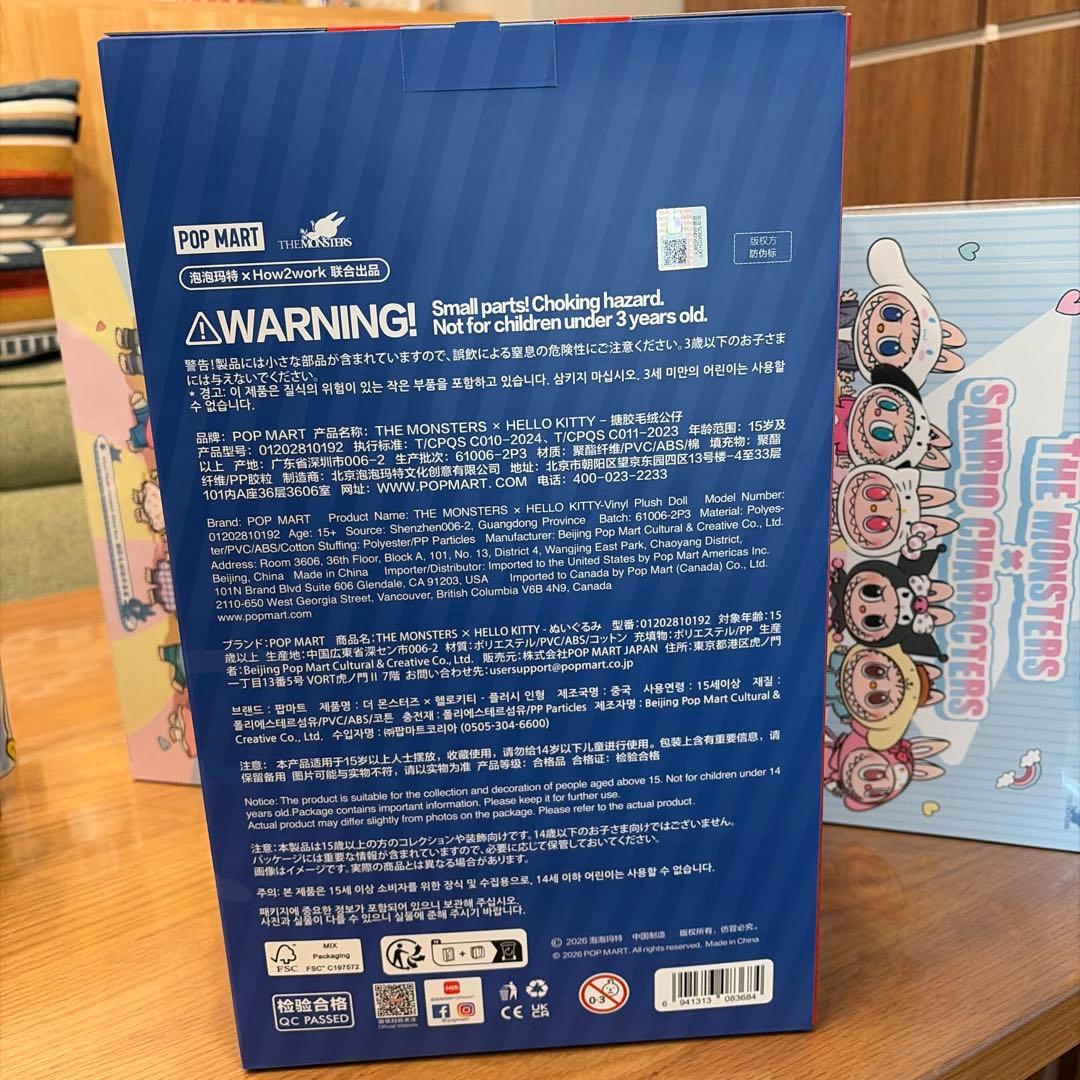 POP MART
THE MONSTERS
泡泡玛特 × How2work 联合出品
版权方
防伪标
WARNING!
Small parts! Choking hazard.
Not for children under 3 years old.
警告!製品には小さな部品が含まれていますので、誤飲による窒息の危険性にご注意ください。3歳以下のお子さま
には与えないでください。
* 경고: 이 제품은 질식의 위험이 있는 작은 부품을 포함하고 있습니다. 삼키지 마십시오. 3세 미만의 어린이는 사용할
수 없습니다.
品牌：POP MART 产品名称：THE MONSTERS × HELLO KITTY – 搪胶毛绒公仔
产品型号：01202810192 执行标准：T/CPQS C010-2024、T/CPQS C011-2023 年龄范围：15岁及
以上 产地：广东省深圳市006-2 生产批次：61006-2P3 材质：聚酯纤维/PVC/ABS/棉 填充物：聚酯
纤维/PP胶粒 制造商：北京泡泡玛特文化创意有限公司 地址：北京市朝阳区望京东园四区13号楼-4至33层
101内A座36层3606室 网址：WWW.POPMART.COM 电话：400-023-2233
Brand: POP MART Product Name: THE MONSTERS × HELLO KITTY-Vinyl Plush Doll Model Number:
01202810192 Age: 15+ Source: Shenzhen006-2, Guangdong Province Batch: 61006-2P3 Material: Polyes-
ter/PVC/ABS/Cotton Stuffing: Polyester/PP Particles Manufacturer: Beijing Pop Mart Cultural & Creative Co., Ltd.
Address: Room 3606, 36th Floor, Block A, 101, No. 13, District 4, Wangjing East Park, Chaoyang District,
Beijing, China Made in China Importer/Distributor: Imported to the United States by Pop Mart Americas Inc.
101N Brand Blvd Suite 606 Glendale, CA 91203, USA Imported to Canada by Pop Mart (Canada) Co., Ltd.
2110-650 West Georgia Street, Vancouver, British Columbia V6B 4N9, Canada
www.popmart.com
ブランド：POP MART 商品名：THE MONSTERS × HELLO KITTY - ぬいぐるみ 型番：01202810192 対象年齢：15
歳以上 生産地：中国広東省深セン市006-2 材質：ポリエステル/PVC/ABS/コットン 充填物：ポリエステル/PP 生産
者：Beijing Pop Mart Cultural & Creative Co., Ltd. 販売元：株式会社POP MART JAPAN 住所：東京都港区虎ノ門
一丁目13番5号 VORT虎ノ門II 7階 お問い合わせ先：usersupport@popmart.co.jp
브랜드 : 팝마트 제품명 : 더 몬스터즈 × 헬로키티 - 플러시 인형 제조국명 : 중국 사용연령 : 15세이상 재질 :
폴리에스테르섬유/PVC/ABS/코튼 충전재 : 폴리에스테르섬유/PP Particles 제조자명 : Beijing Pop Mart Cultural &
Creative Co., Ltd. 수입자명 : ㈜팝마트코리아 (0505-304-6600)
注意： 本产品适用于15岁以上人士摆放，收藏使用，请勿给14岁以下儿童进行使用。包装上含有重要信息，请
保留备用 图片可能与实物不符，请以实物为准 产品等级：合格品 合格证：检验合格
Notice: The product is suitable for the collection and decoration of people aged above 15. Not for children under 14
years old.Package contains important information. Please keep it for further use.
Actual product may differ slightly from photos on the package. Please refer to the actual product.
注意：本製品は15歳以上の方のコレクションや装飾向けです。14歳以下のお子さま向けではございません。
パッケージには重要な情報が含まれていますので、必要に応じて保管しておいてください。
画像はイメージです。実際の商品とは異なる場合があります。
주의: 본 제품은 15세 이상 소비자를 위한 장식 및 수집용으로, 14세 이하 어린이는 사용할 수 없습니다.
패키지에 중요한 정보가 포함되어 있으니 보관해 주십시오.
사진과 실물이 다를 수 있으니 실물에 준해 주시기 바랍니다.
FSC
MIX
Packaging
FSC® C197572
© 2026 泡泡玛特 中国制造 版权所有，仿冒必究。
© 2026 POP MART. All rights reserved. Made in China
检验合格
QC PASSED
Official Website
@popmart
CE
UK
CA
0-3
6 941313 083684
THE MONSTERS
×
SANRIO CHARACTERS